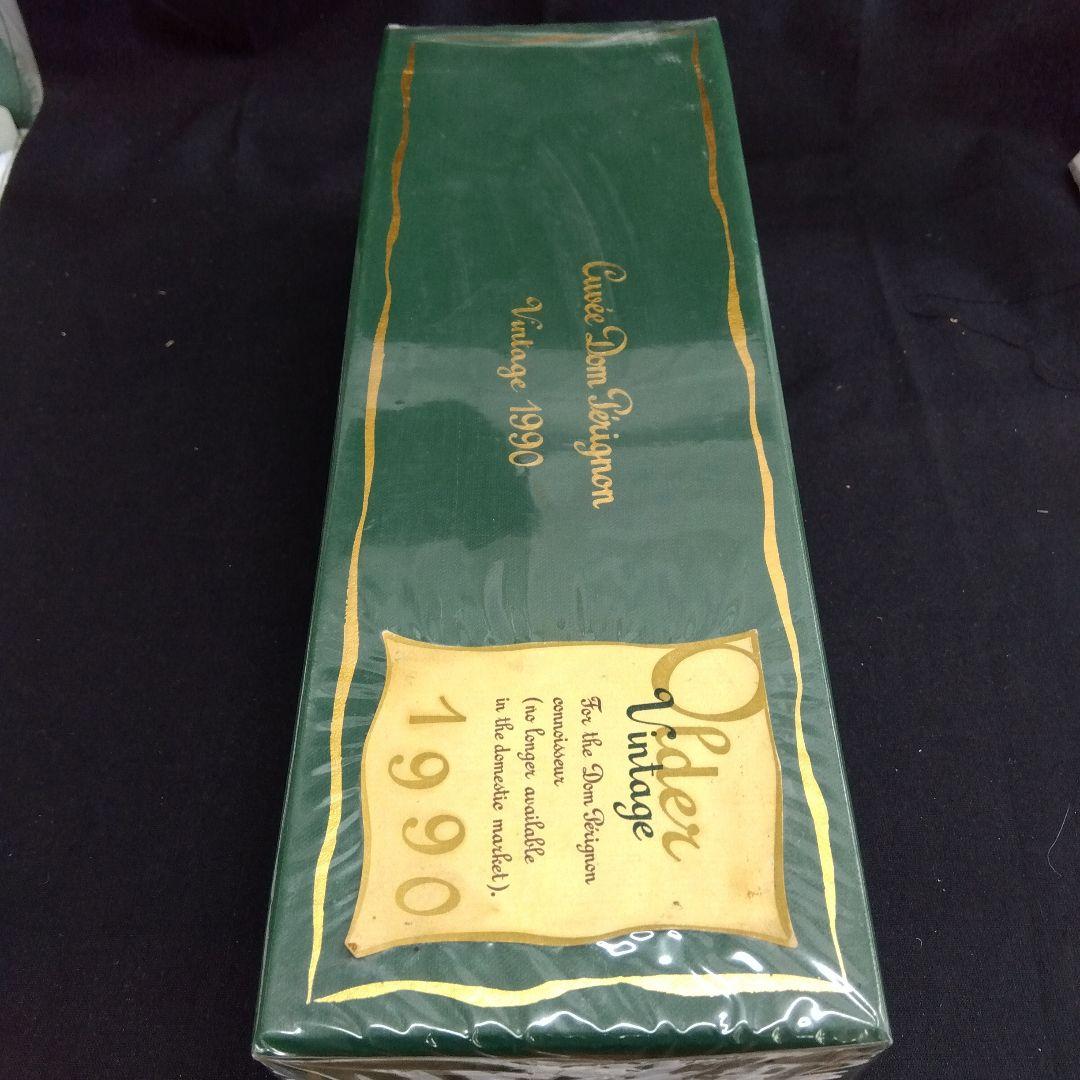 Cuvée Dom Pérignon
Vintage 1990
Older
Vintage
For the Dom Pérignon
connoisseur
(no longer available
in the domestic market).
1990